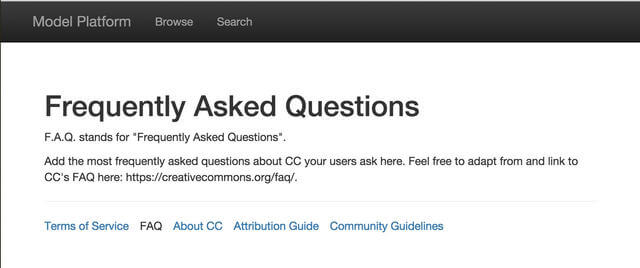 Model Platform Browse Search
Frequently Asked Questions
F.A.Q. stands for "Frequently Asked Questions".
Add the most frequently asked questions about CC your users ask here. Feel free to adapt from and link to
CC's FAQ here: https://creativecommons.org/faq/.
Terms of Service FAQ About CC Attribution Guide Community Guidelines